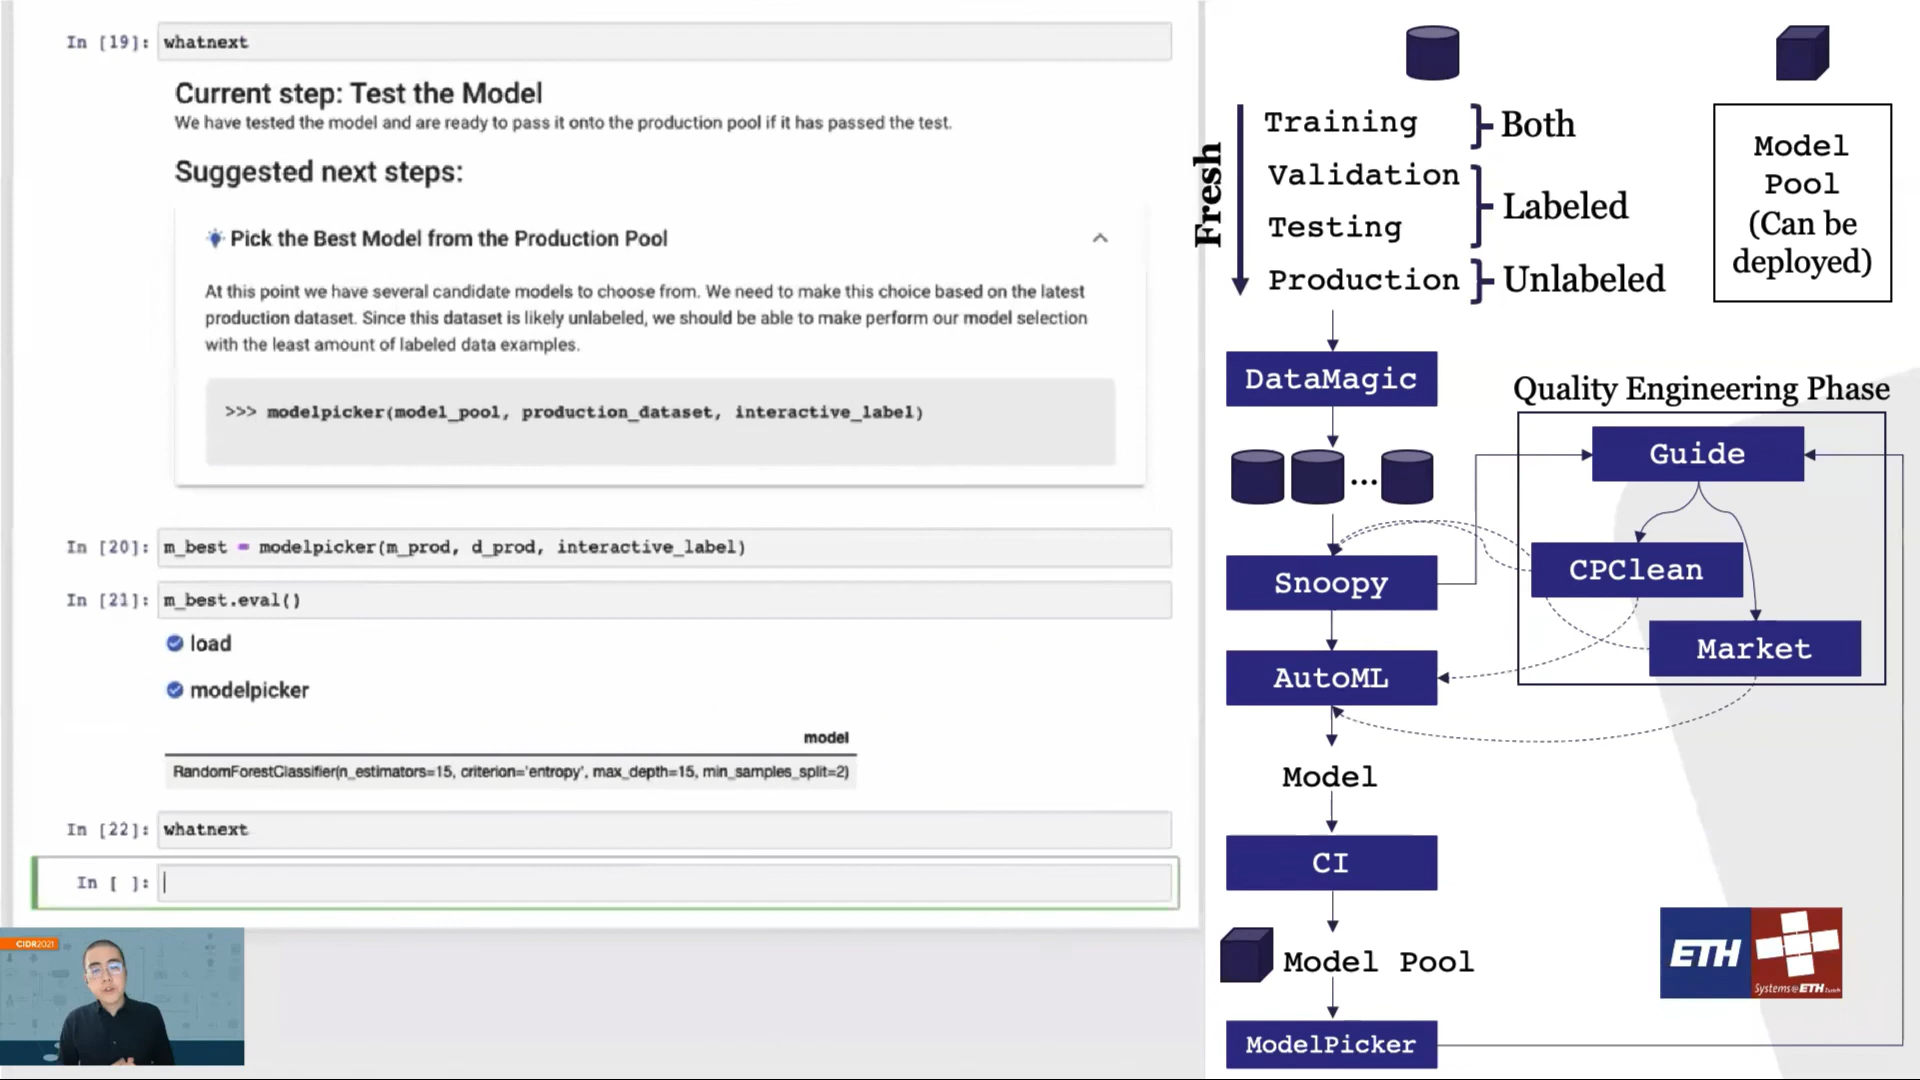 In [19]: whatnext
Current step: Test the Model
We have tested the model and are ready to pass it onto the production pool if it has passed the test.
Suggested next steps:
Pick the Best Model from the Production Pool
At this point we have several candidate models to choose from. We need to make this choice based on the latest
production dataset. Since this dataset is likely unlabeled, we should be able to make perform our model selection
with the least amount of labeled data examples.
>>> modelpicker(model_pool, production_dataset, interactive_label)
In [20]: m_best = modelpicker(m_prod, d_prod, interactive_label)
In [21]: m_best.eval()
load
modelpicker
model
RandomForestClassifier(n_estimators=15, criterion='entropy', max_depth=15, min_samples_split=2)
In [22]: whatnext
In [ ]:
CIDR2021
Fresh
Training
Both
Validation
Testing
Labeled
Production
Unlabeled
Model
Pool
(Can be
deployed)
DataMagic
...
Quality Engineering Phase
Guide
CPClean
Market
Snoopy
AutoML
Model
CI
Model Pool
ModelPicker
ETH
Systems@ETH Zurich